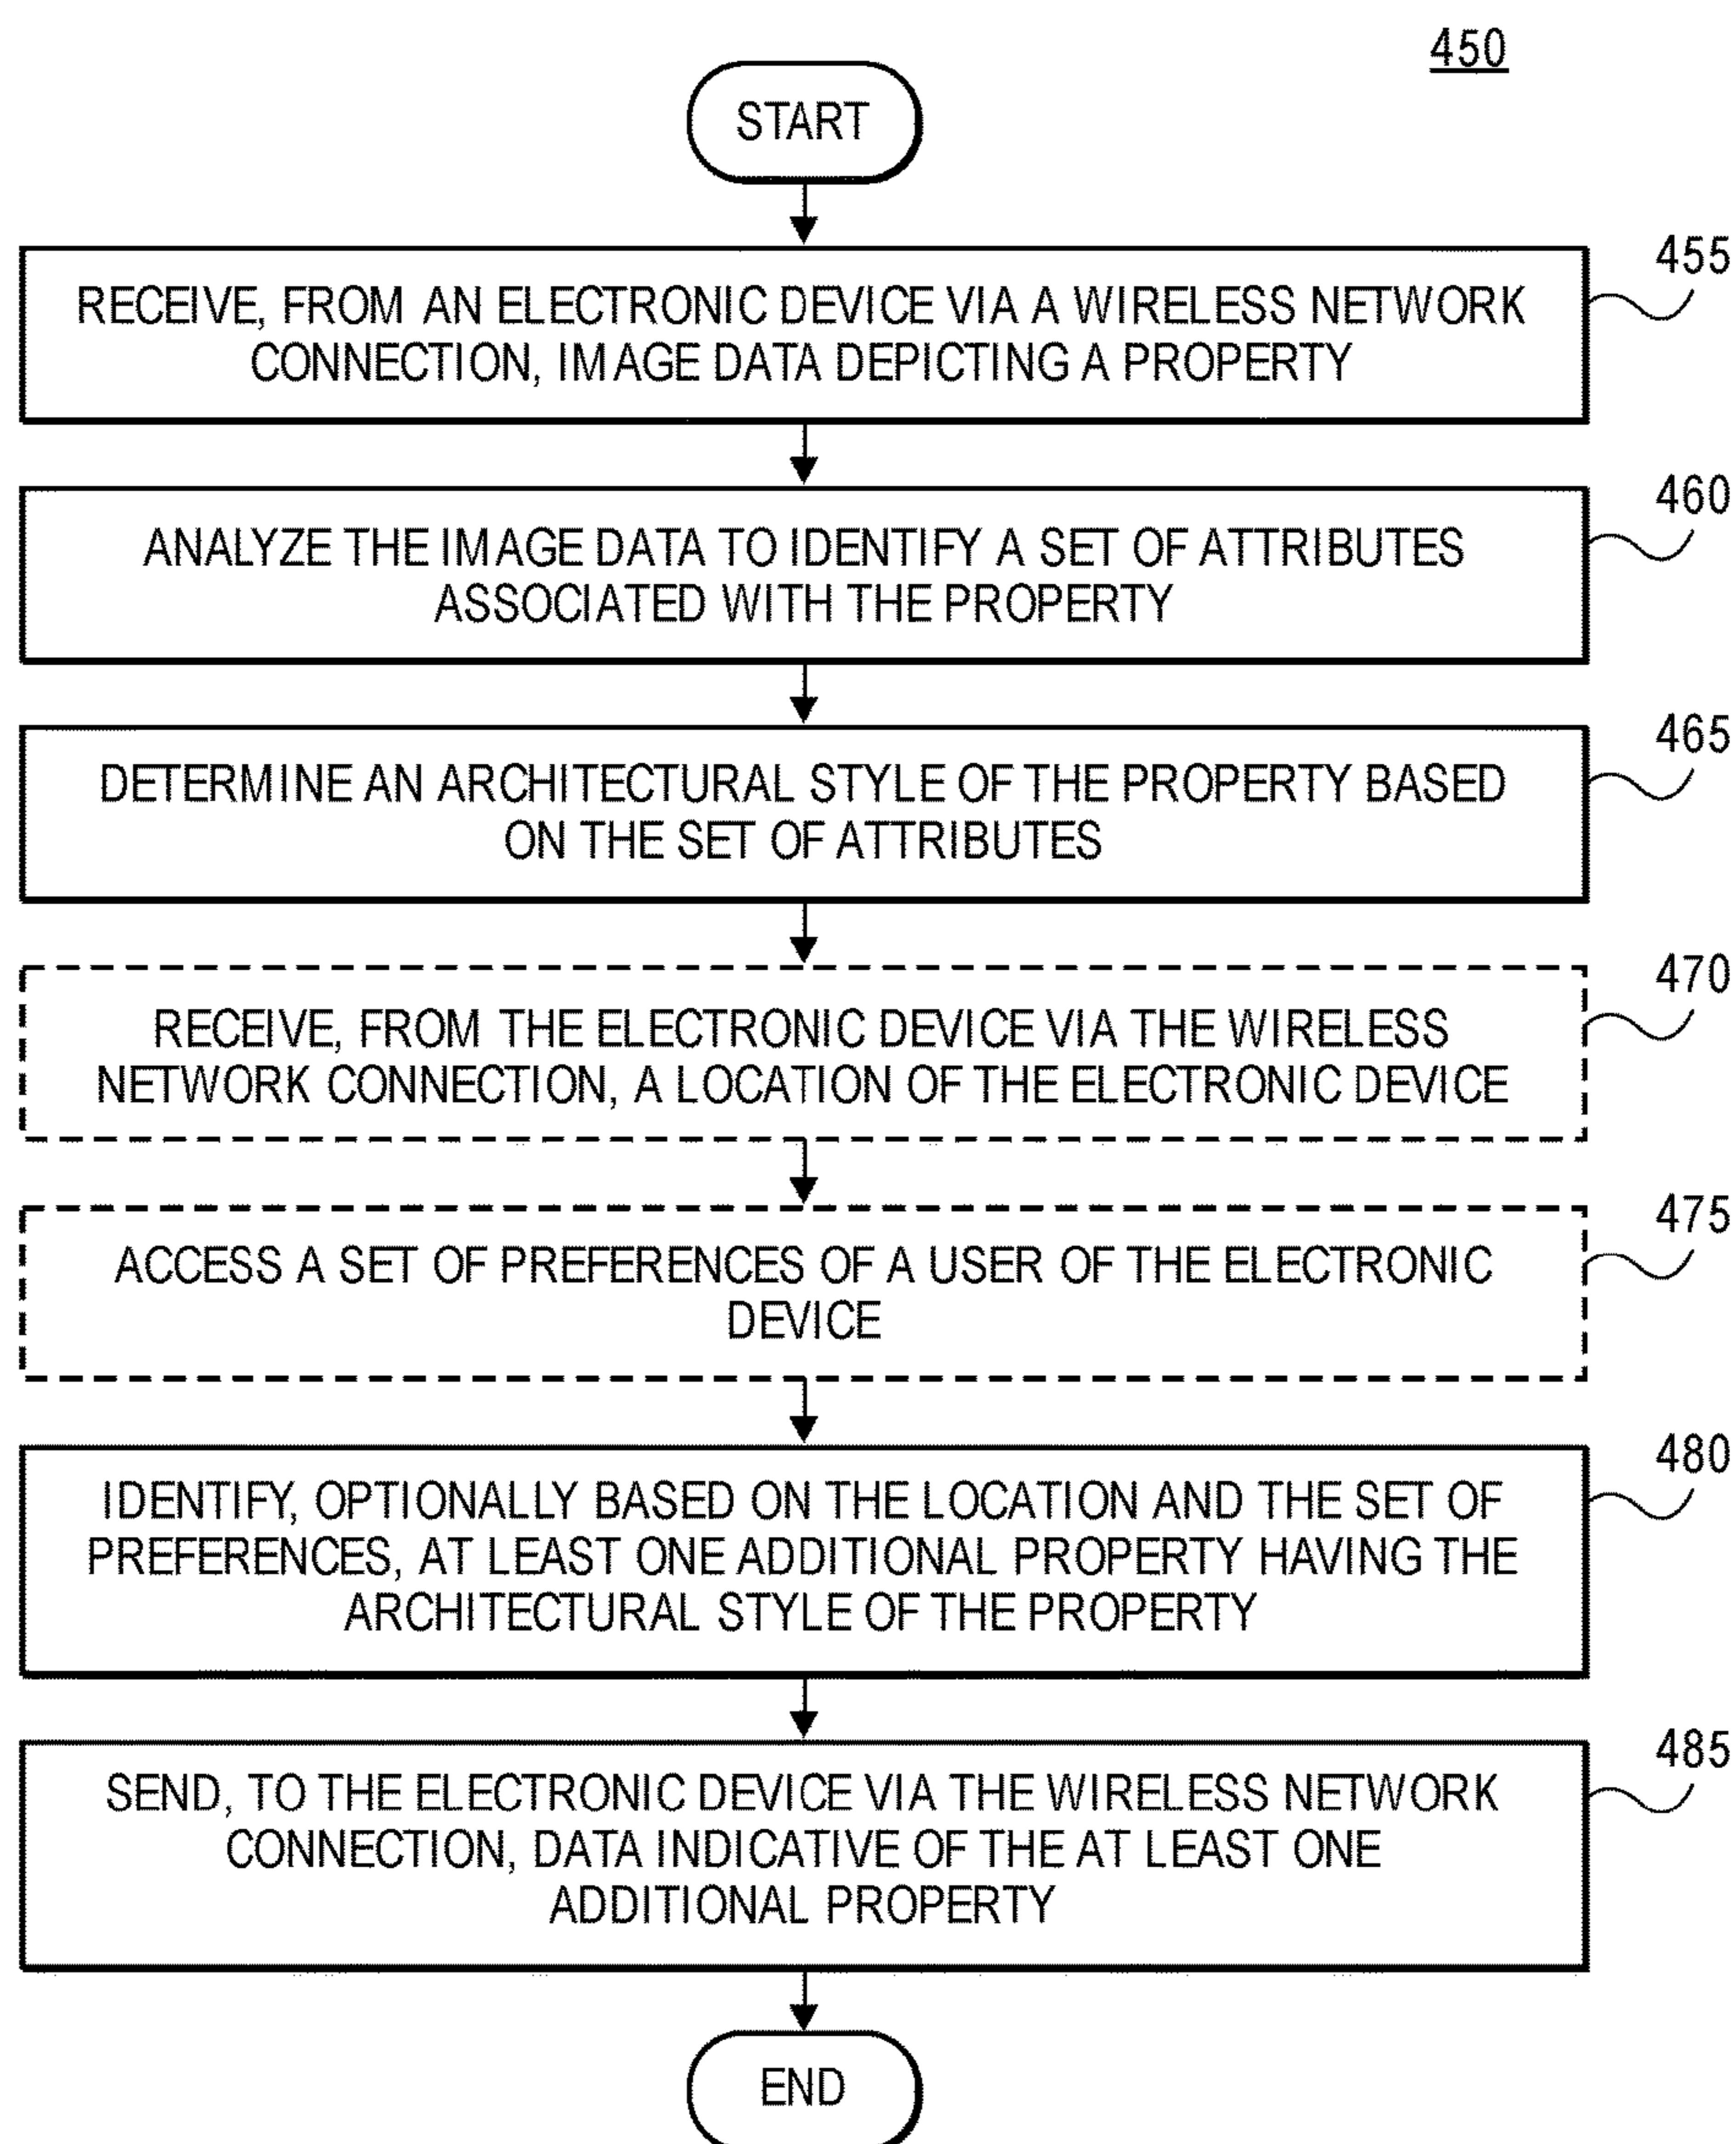 450
START
455
RECEIVE, FROM AN ELECTRONIC DEVICE VIA A WIRELESS NETWORK
CONNECTION, IMAGE DATA DEPICTING A PROPERTY
460
ANALYZE THE IMAGE DATA TO IDENTIFY A SET OF ATTRIBUTES
ASSOCIATED WITH THE PROPERTY
465
DETERMINE AN ARCHITECTURAL STYLE OF THE PROPERTY BASED
ON THE SET OF ATTRIBUTES
470
RECEIVE, FROM THE ELECTRONIC DEVICE VIA THE WIRELESS
NETWORK CONNECTION, A LOCATION OF THE ELECTRONIC DEVICE
475
ACCESS A SET OF PREFERENCES OF A USER OF THE ELECTRONIC
DEVICE
480
IDENTIFY, OPTIONALLY BASED ON THE LOCATION AND THE SET OF
PREFERENCES, AT LEAST ONE ADDITIONAL PROPERTY HAVING THE
ARCHITECTURAL STYLE OF THE PROPERTY
485
SEND, TO THE ELECTRONIC DEVICE VIA THE WIRELESS NETWORK
CONNECTION, DATA INDICATIVE OF THE AT LEAST ONE
ADDITIONAL PROPERTY
END